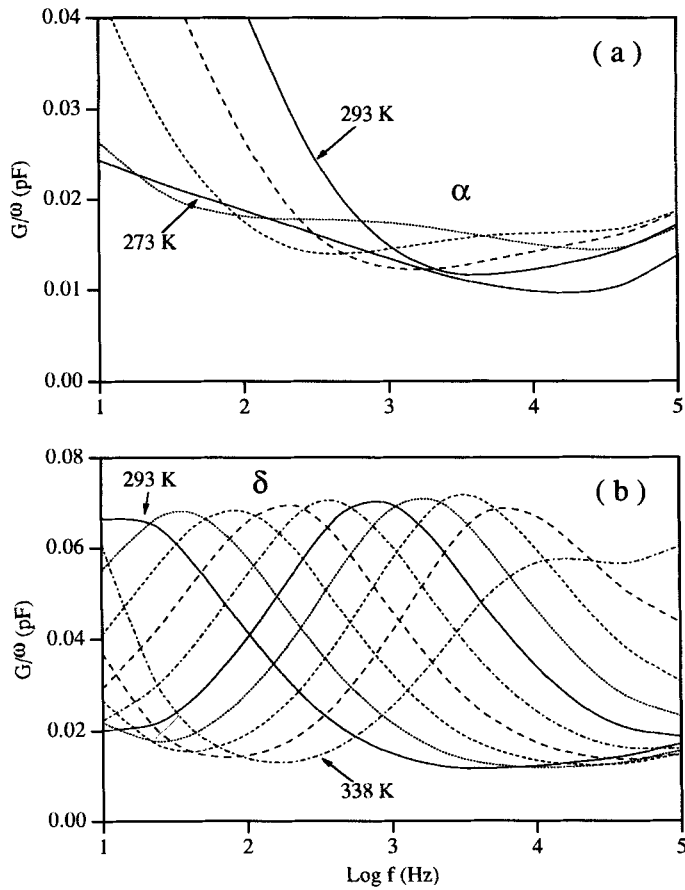 0.04
( a )
0.03
293 K
G/ω (pF)
0.02
α
273 K
0.01
0.00
1 2 3 4 5
0.08
293 K
δ
( b )
0.06
G/ω (pF)
0.04
0.02
338 K
0.00
1 2 3 4 5
Log f (Hz)